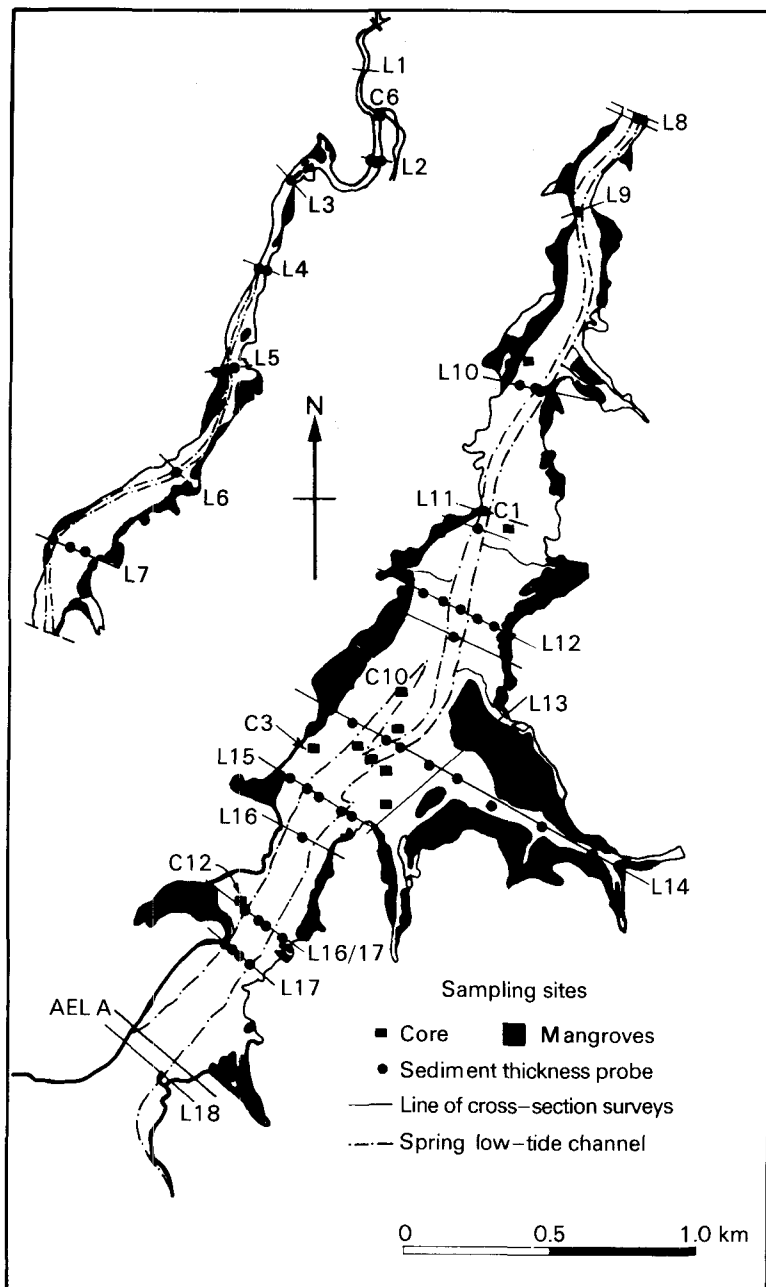 L1
C6
L2
L3
L4
L5
L6
L7
N
L8
L9
L10
L11
C1
L12
C10
L13
C3
L15
L16
C12
L14
L16/17
L17
AEL A
L18
Sampling sites
Core
Mangroves
Sediment thickness probe
Line of cross-section surveys
Spring low-tide channel
0 0.5 1.0 km